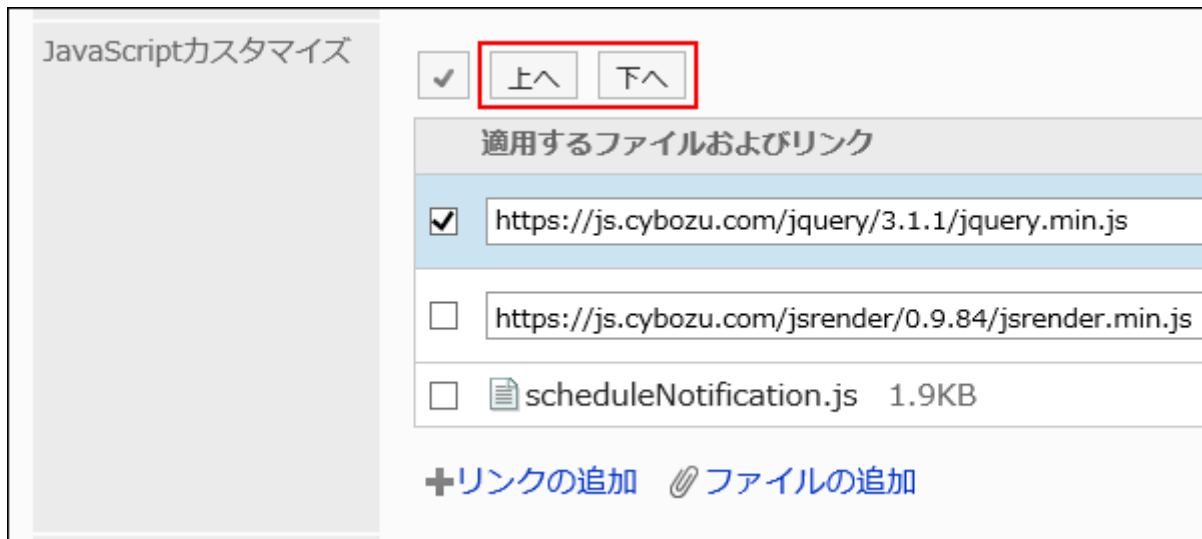 JavaScriptカスタマイズ
上へ 下へ
適用するファイルおよびリンク
https://js.cybozu.com/jquery/3.1.1/jquery.min.js
https://js.cybozu.com/jsrender/0.9.84/jsrender.min.js
scheduleNotification.js 1.9KB
リンクの追加 ファイルの追加